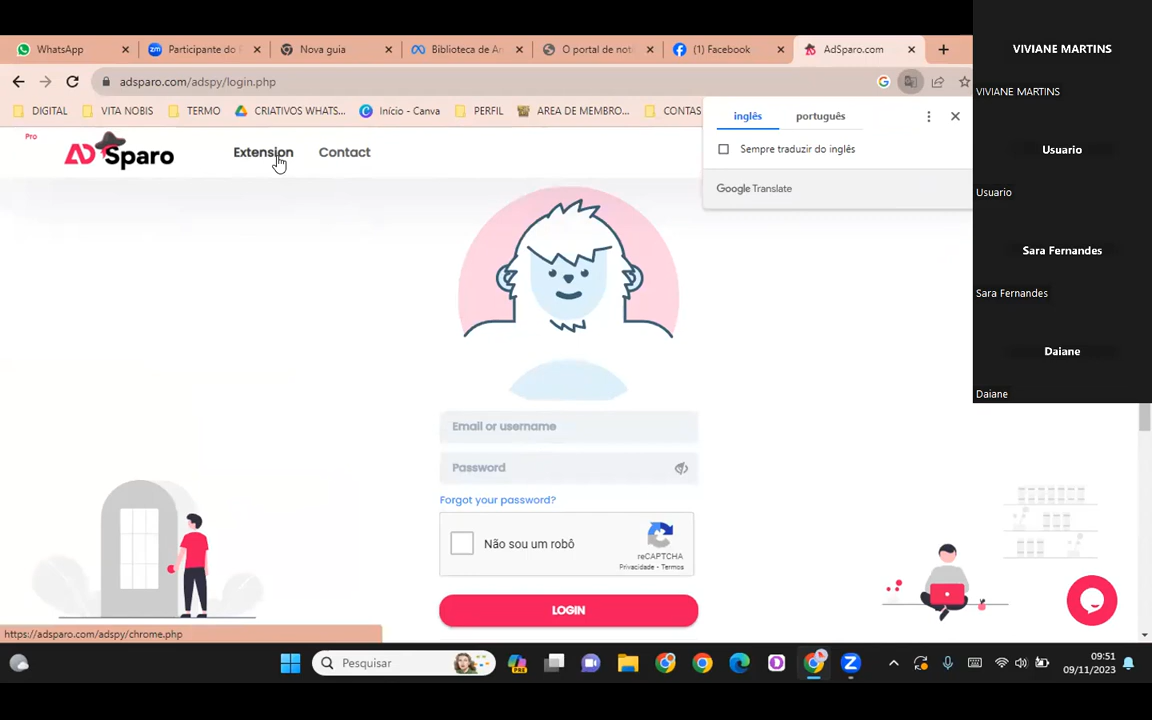 WhatsApp
Participante do
Nova guia
Biblioteca de An
O portal de noti
(1) Facebook
AdSparo.com
adsparo.com/adspy/login.php
DIGITAL
VITA NOBIS
TERMO
CRIATIVOS WHATS...
Início - Canva
PERFIL
AREA DE MEMBRO...
CONTAS
inglês
português
Sempre traduzir do inglês
Google Translate
Pro
AD Sparo
Extension
Contact
Email or username
Password
Forgot your password?
Não sou um robô
reCAPTCHA
Privacidade - Termos
LOGIN
https://adsparo.com/adspy/chrome.php
VIVIANE MARTINS
VIVIANE MARTINS
Usuario
Usuario
Sara Fernandes
Sara Fernandes
Daiane
Daiane
Pesquisar
09:51
09/11/2023